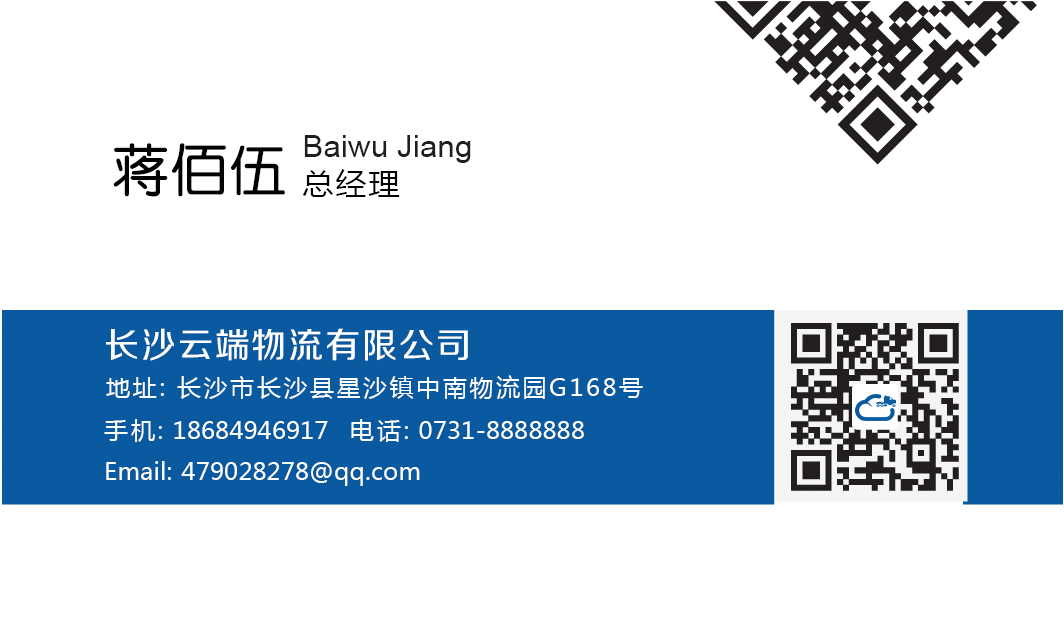 蒋佰伍
Baiwu Jiang
总经理
长沙云端物流有限公司
地址: 长沙市长沙县星沙镇中南物流园G168号
手机: 18684946917 电话: 0731-8888888
Email: 479028278@qq.com